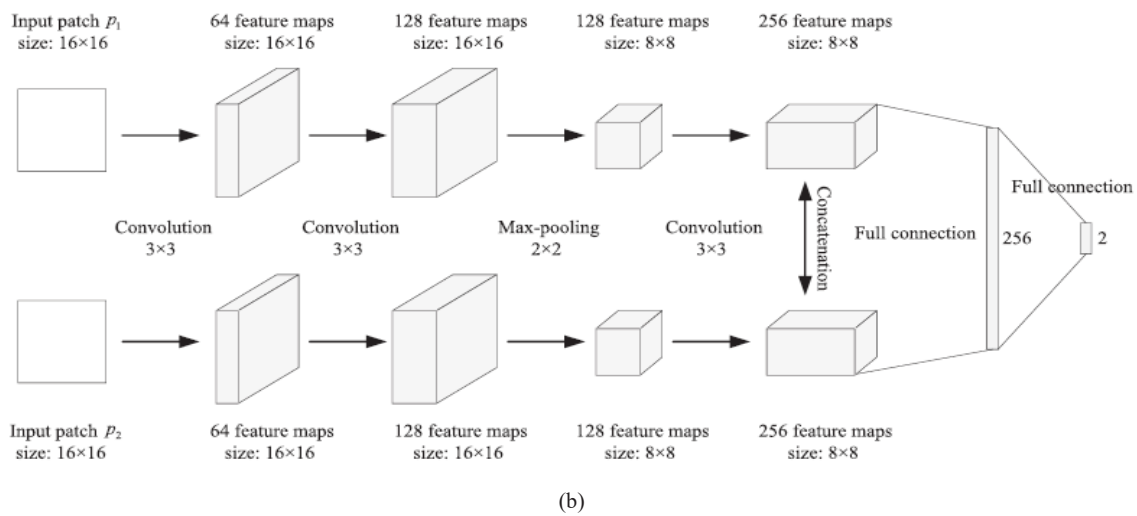 Input patch p1
size: 16×16
64 feature maps
size: 16×16
128 feature maps
size: 16×16
128 feature maps
size: 8×8
256 feature maps
size: 8×8
Convolution
3×3
Convolution
3×3
Max-pooling
2×2
Convolution
3×3
Concatenation
Full connection
256
Full connection
2
Input patch p2
size: 16×16
64 feature maps
size: 16×16
128 feature maps
size: 16×16
128 feature maps
size: 8×8
256 feature maps
size: 8×8
(b)